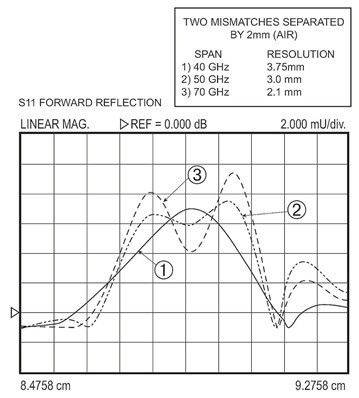 TWO MISMATCHES SEPARATED
BY 2mm (AIR)
SPAN RESOLUTION
1) 40 GHz 3.75mm
2) 50 GHz 3.0 mm
3) 70 GHz 2.1 mm
S11 FORWARD REFLECTION
LINEAR MAG. ▷REF = 0.000 dB 2.000 mU/div.
3
2
1
8.4758 cm 9.2758 cm